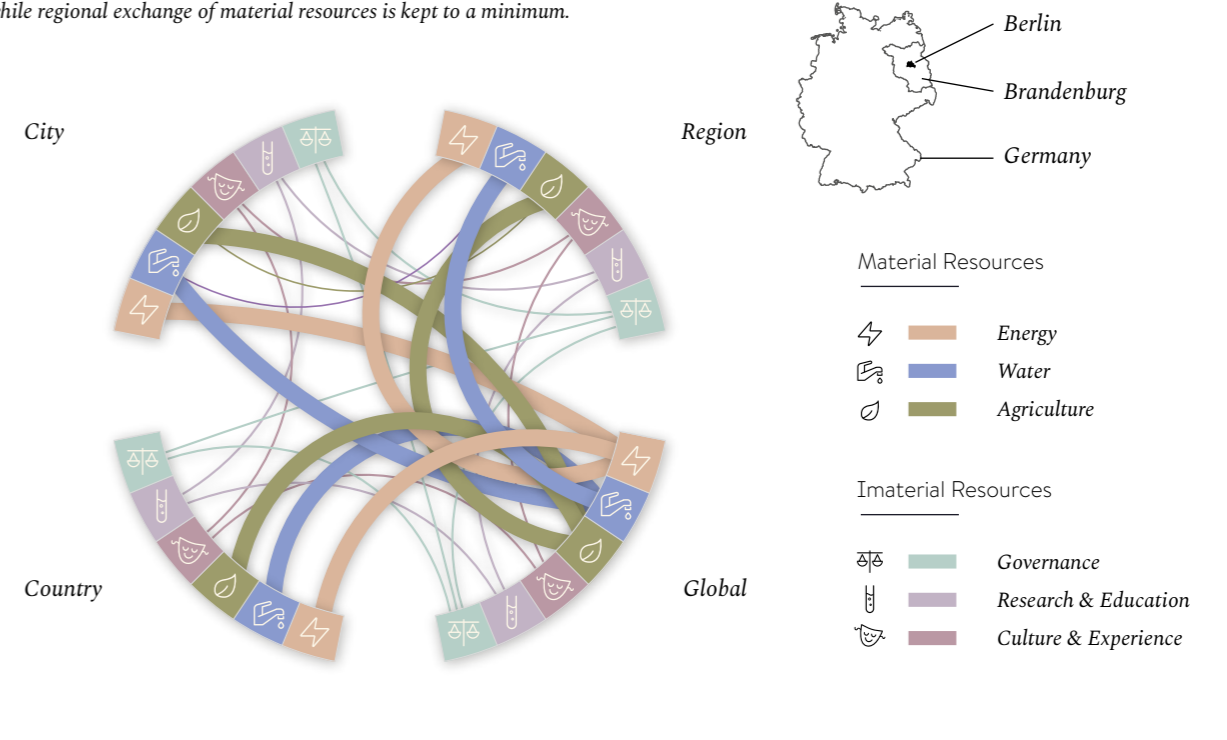 hile regional exchange of material resources is kept to a minimum.
Berlin
Brandenburg
Germany
City
Region
Country
Global
Material Resources
Energy
Water
Agriculture
Imaterial Resources
Governance
Research & Education
Culture & Experience